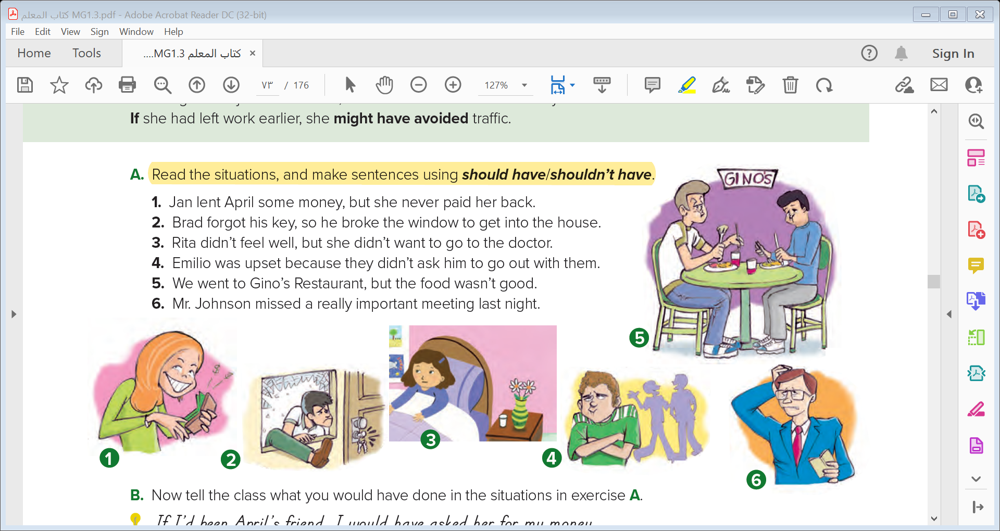 كتاب المعلم MG1.3.pdf - Adobe Acrobat Reader DC (32-bit)
File Edit View Sign Window Help
Home Tools كتاب المعلم MG1.3.... × Sign In
٧٣ / 176 127%
If she had left work earlier, she might have avoided traffic.
A. Read the situations, and make sentences using should have/shouldn't have.
GINO'S
1. Jan lent April some money, but she never paid her back.
2. Brad forgot his key, so he broke the window to get into the house.
3. Rita didn't feel well, but she didn't want to go to the doctor.
4. Emilio was upset because they didn't ask him to go out with them.
5. We went to Gino's Restaurant, but the food wasn't good.
6. Mr. Johnson missed a really important meeting last night.
5
1
2
3
4
6
B. Now tell the class what you would have done in the situations in exercise A.
If I'd been April's friend, I would have asked her for my money.